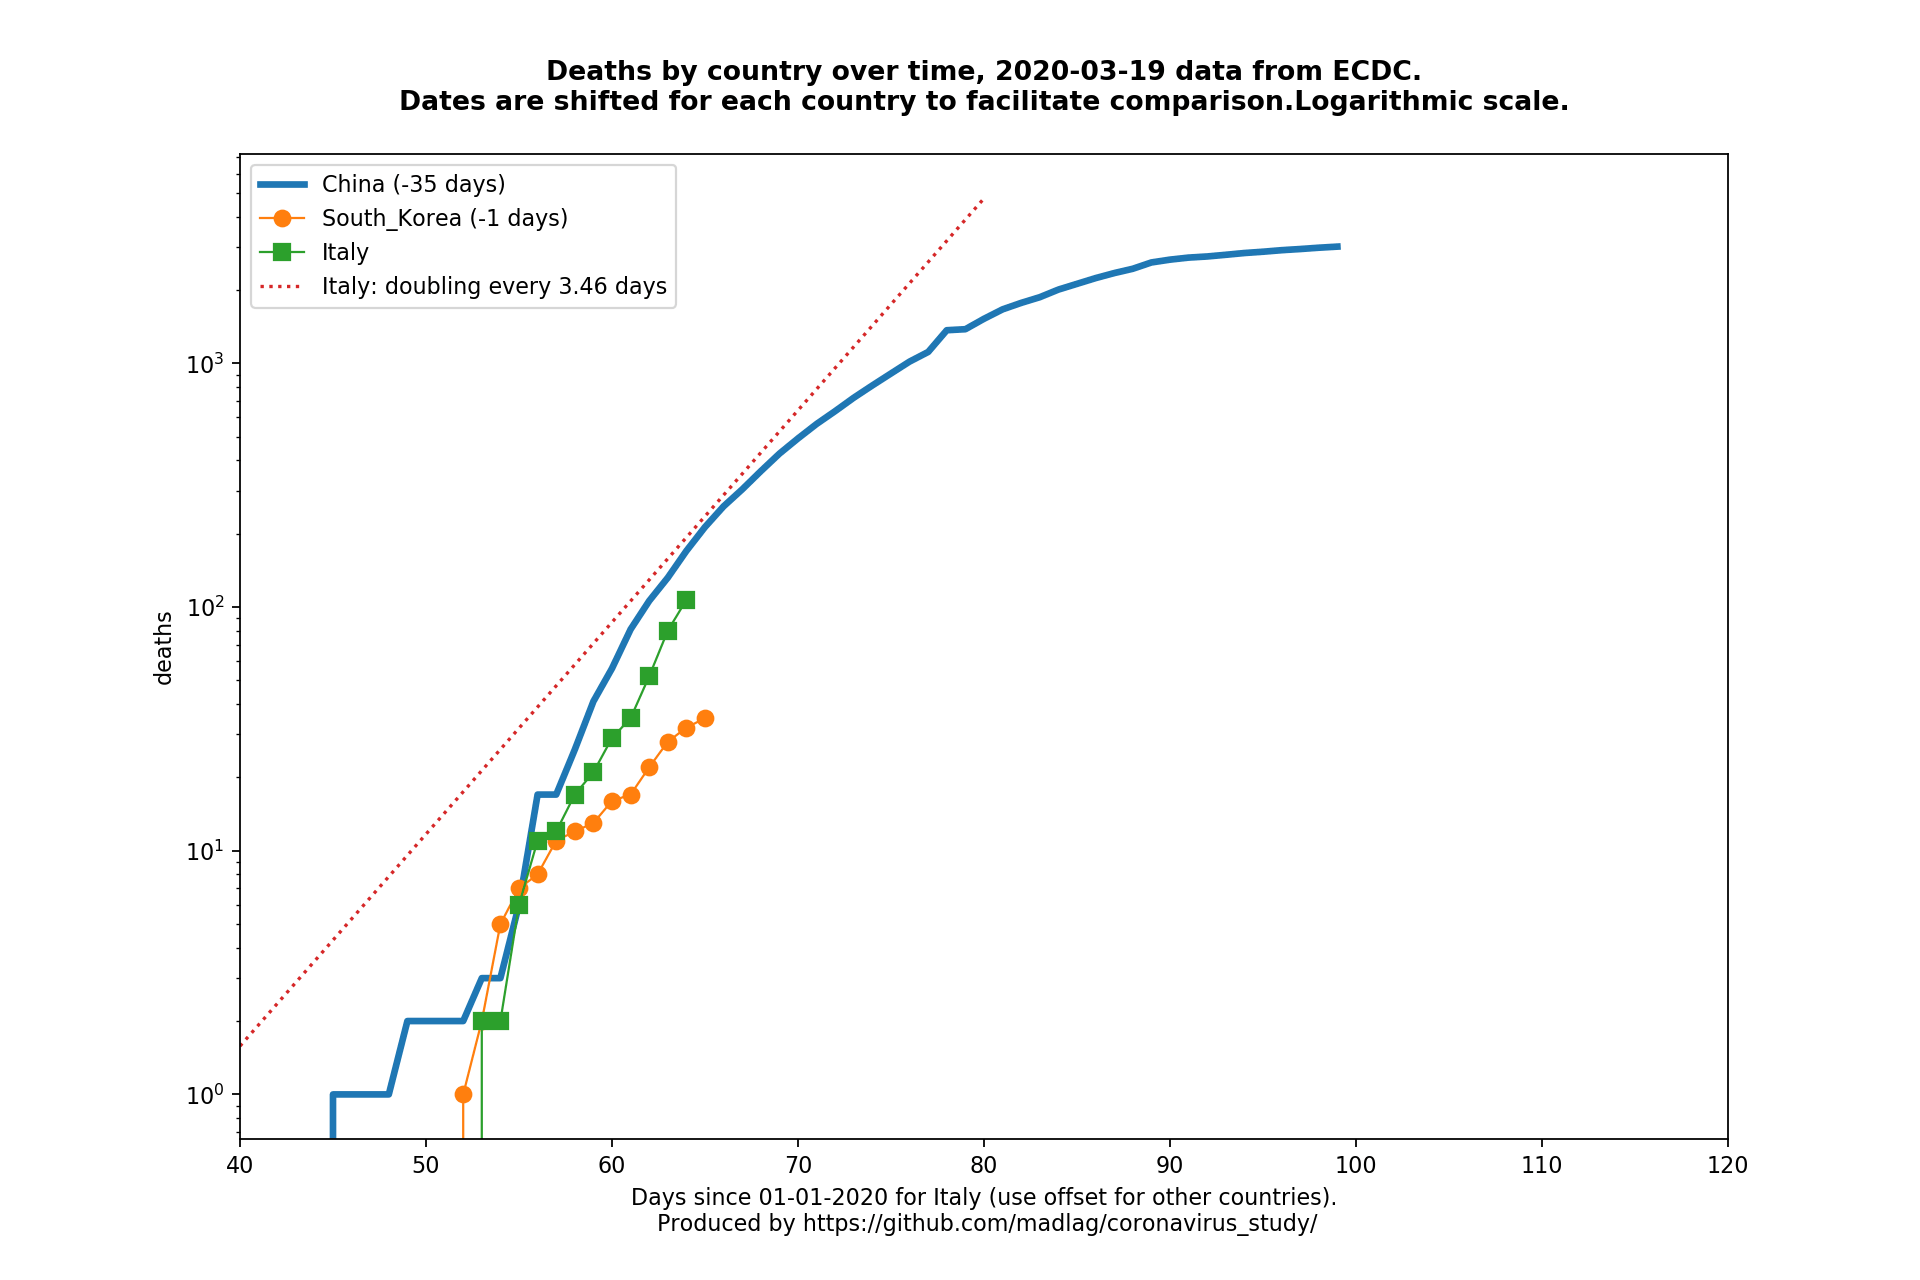 Deaths by country over time, 2020-03-19 data from ECDC.
Dates are shifted for each country to facilitate comparison.Logarithmic scale.
China (-35 days)
South_Korea (-1 days)
Italy
Italy: doubling every 3.46 days
deaths
10³
10²
10¹
10⁰
40 50 60 70 80 90 100 110 120
Days since 01-01-2020 for Italy (use offset for other countries).
Produced by https://github.com/madlag/coronavirus_study/